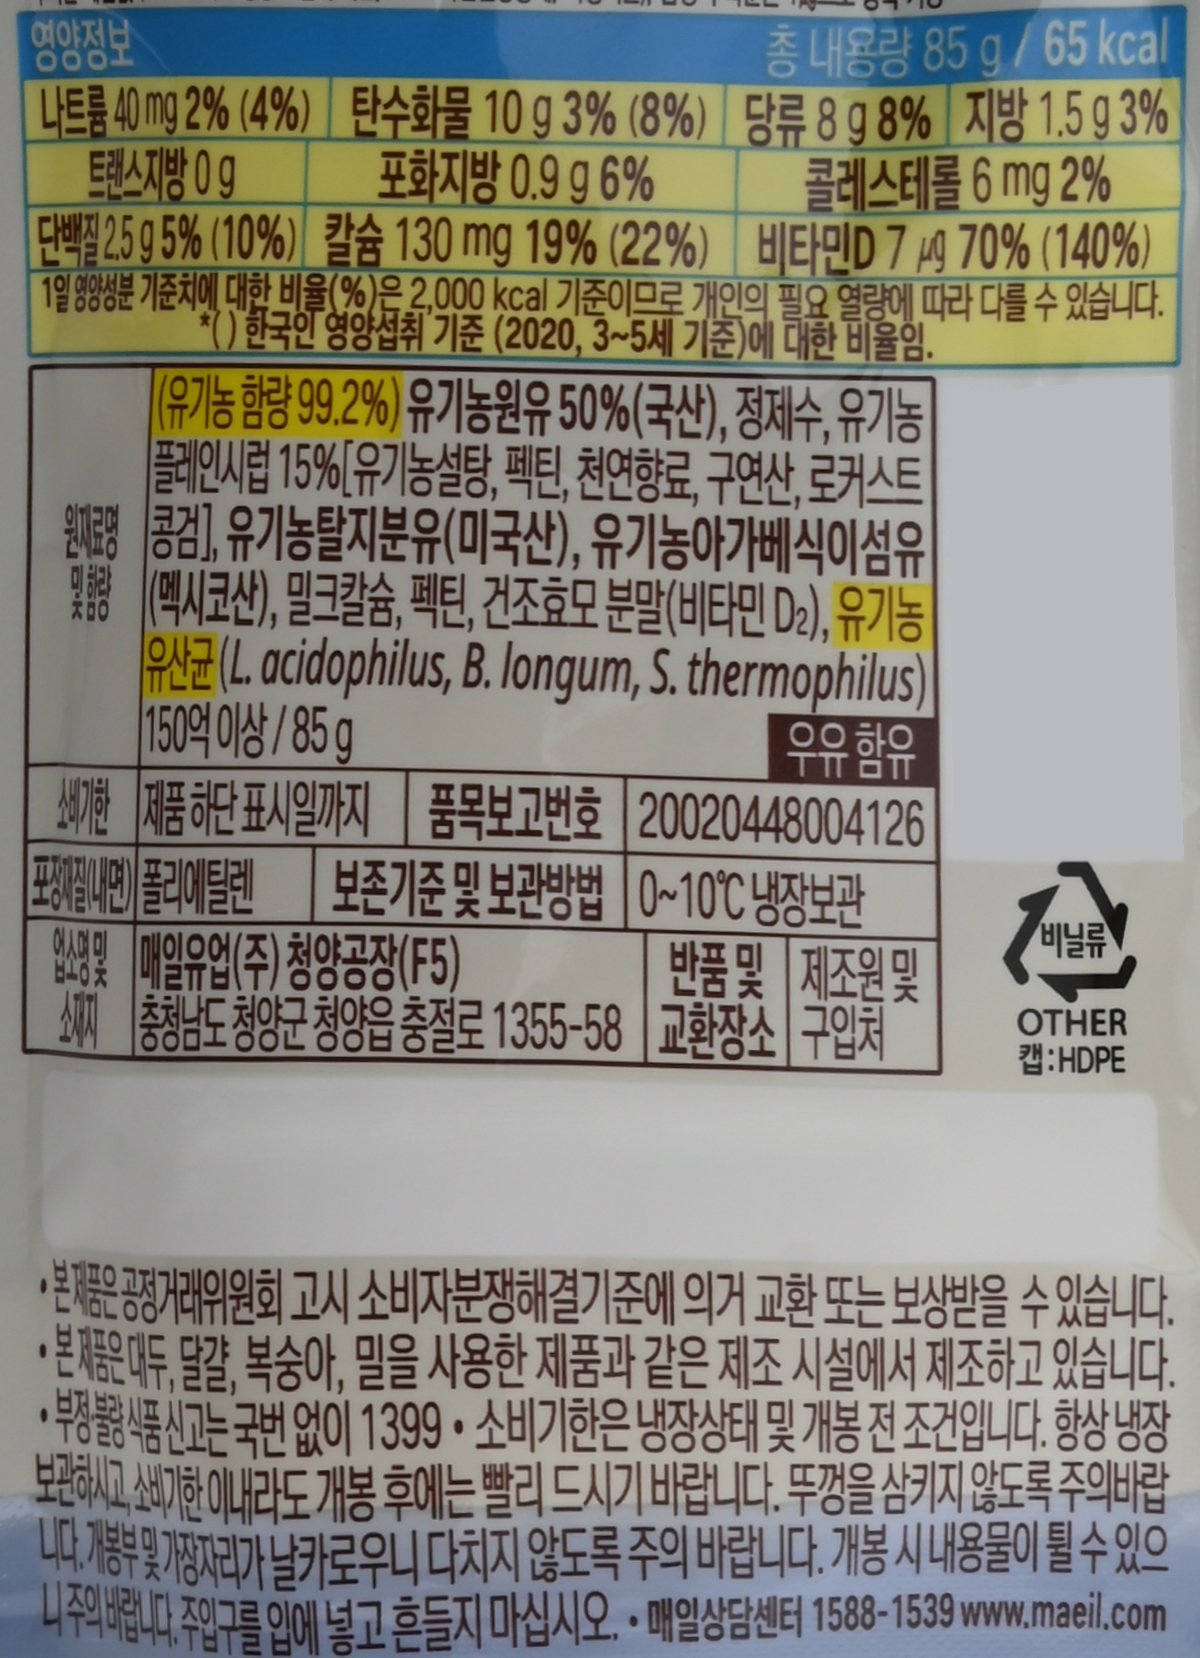 영양정보 총 내용량 85 g / 65 kcal
나트륨 40 mg 2% (4%) 탄수화물 10 g 3% (8%) 당류 8 g 8% 지방 1.5 g 3%
트랜스지방 0 g 포화지방 0.9 g 6% 콜레스테롤 6 mg 2%
단백질 2.5 g 5% (10%) 칼슘 130 mg 19% (22%) 비타민D 7 μg 70% (140%)
1일 영양성분 기준치에 대한 비율(%)은 2,000 kcal 기준이므로 개인의 필요 열량에 따라 다를 수 있습니다.
*( ) 한국인 영양섭취 기준 (2020, 3~5세 기준)에 대한 비율임.
원재료명 및 함량
(유기농 함량 99.2%) 유기농원유 50%(국산), 정제수, 유기농
플레인시럽 15%[유기농설탕, 펙틴, 천연향료, 구연산, 로커스트
콩검], 유기농탈지분유(미국산), 유기농아가베식이섬유
(멕시코산), 밀크칼슘, 펙틴, 건조효모 분말(비타민 D2), 유기농
유산균 (L. acidophilus, B. longum, S. thermophilus)
150억 이상 / 85 g
우유 함유
소비기한 제품 하단 표시일까지 품목보고번호 20020448004126
포장재질(내면) 폴리에틸렌 보존기준 및 보관방법 0~10℃ 냉장보관
업소명 및 소재지 매일유업(주) 청양공장(F5)
충청남도 청양군 청양읍 충절로 1355-58
반품 및 교환장소 제조원 및 구입처
비닐류
OTHER
캡:HDPE
• 본 제품은 공정거래위원회 고시 소비자분쟁해결기준에 의거 교환 또는 보상받을 수 있습니다.
• 본 제품은 대두, 달걀, 복숭아, 밀을 사용한 제품과 같은 제조 시설에서 제조하고 있습니다.
• 부정·불량식품 신고는 국번 없이 1399 • 소비기한은 냉장상태 및 개봉 전 조건입니다. 항상 냉장
보관하시고, 소비기한 이내라도 개봉 후에는 빨리 드시기 바랍니다. 뚜껑을 삼키지 않도록 주의바랍
니다. 개봉부 및 가장자리가 날카로우니 다치지 않도록 주의 바랍니다. 개봉 시 내용물이 튈 수 있으
니 주의 바랍니다. 주입구를 입에 넣고 흔들지 마십시오. • 매일상담센터 1588-1539 www.maeil.com